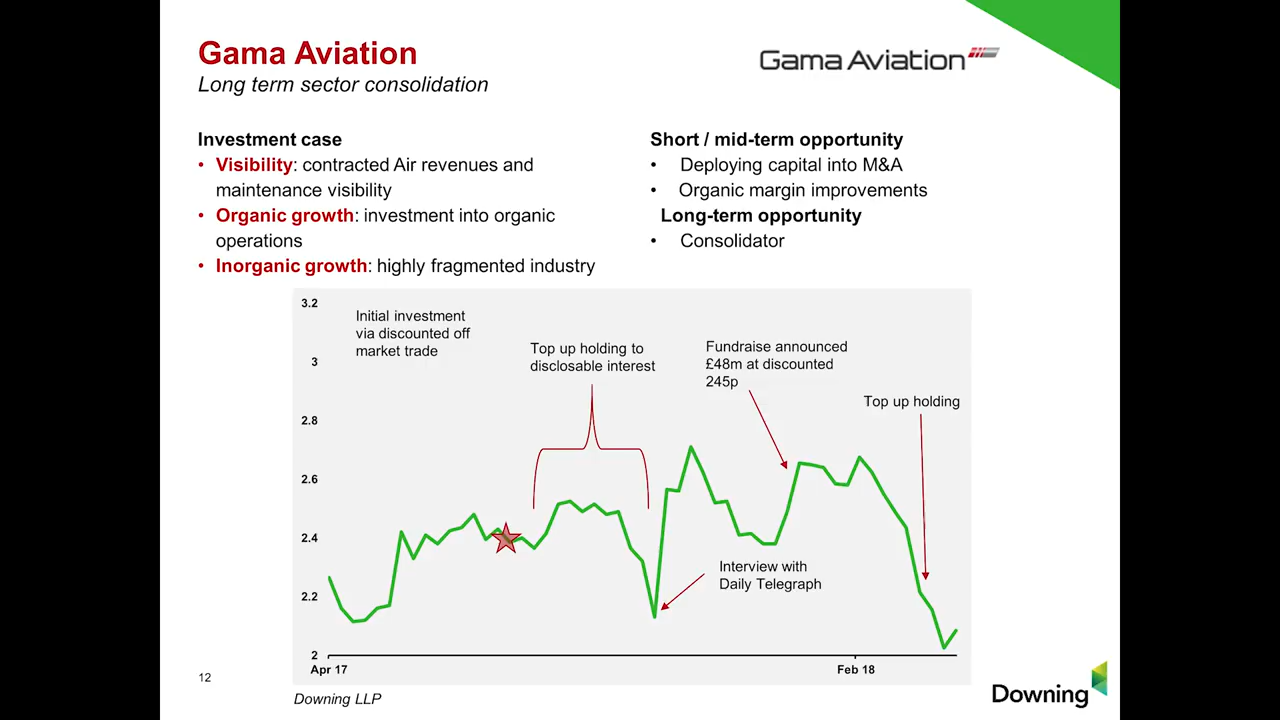 Gama Aviation
Long term sector consolidation
Gama Aviation
Investment case
• Visibility: contracted Air revenues and
maintenance visibility
• Organic growth: investment into organic
operations
• Inorganic growth: highly fragmented industry
Short / mid-term opportunity
• Deploying capital into M&A
• Organic margin improvements
Long-term opportunity
• Consolidator
3.2
3
2.8
2.6
2.4
2.2
2
Initial investment
via discounted off
market trade
Top up holding to
disclosable interest
Fundraise announced
£48m at discounted
245p
Top up holding
Interview with
Daily Telegraph
Apr 17
Feb 18
12
Downing LLP
Downing